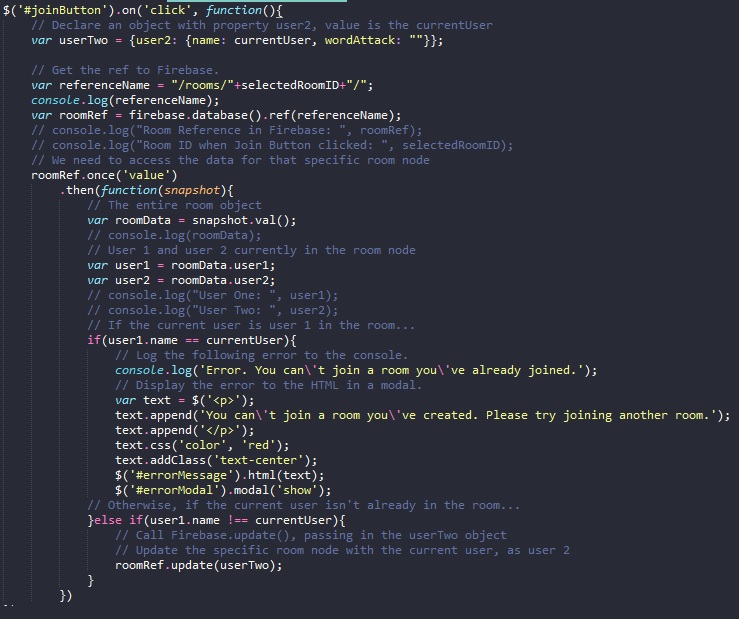 $('#joinButton').on('click', function(){
    // Declare an object with property user2, value is the currentUser
    var userTwo = {user2: {name: currentUser, wordAttack: ""}};

    // Get the ref to Firebase.
    var referenceName = "/rooms/"+selectedRoomID+"/";
    console.log(referenceName);
    var roomRef = firebase.database().ref(referenceName);
    // console.log("Room Reference in Firebase: ", roomRef);
    // console.log("Room ID when Join Button clicked: ", selectedRoomID);
    // We need to access the data for that specific room node
    roomRef.once('value')
        .then(function(snapshot){
            // The entire room object
            var roomData = snapshot.val();
            // console.log(roomData);
            // User 1 and user 2 currently in the room node
            var user1 = roomData.user1;
            var user2 = roomData.user2;
            // console.log("User One: ", user1);
            // console.log("User Two: ", user2);
            // If the current user is user 1 in the room...
            if(user1.name == currentUser){
                // Log the following error to the console.
                console.log('Error. You can\'t join a room you\'ve already joined.');
                // Display the error to the HTML in a modal.
                var text = $('<p>');
                text.append('You can\'t join a room you\'ve created. Please try joining another room.');
                text.append('</p>');
                text.css('color', 'red');
                text.addClass('text-center');
                $('#errorMessage').html(text);
                $('#errorModal').modal('show');
            // Otherwise, if the current user isn't already in the room...
            }else if(user1.name !== currentUser){
                // Call Firebase.update(), passing in the userTwo object
                // Update the specific room node with the current user, as user 2
                roomRef.update(userTwo);
            }
        })